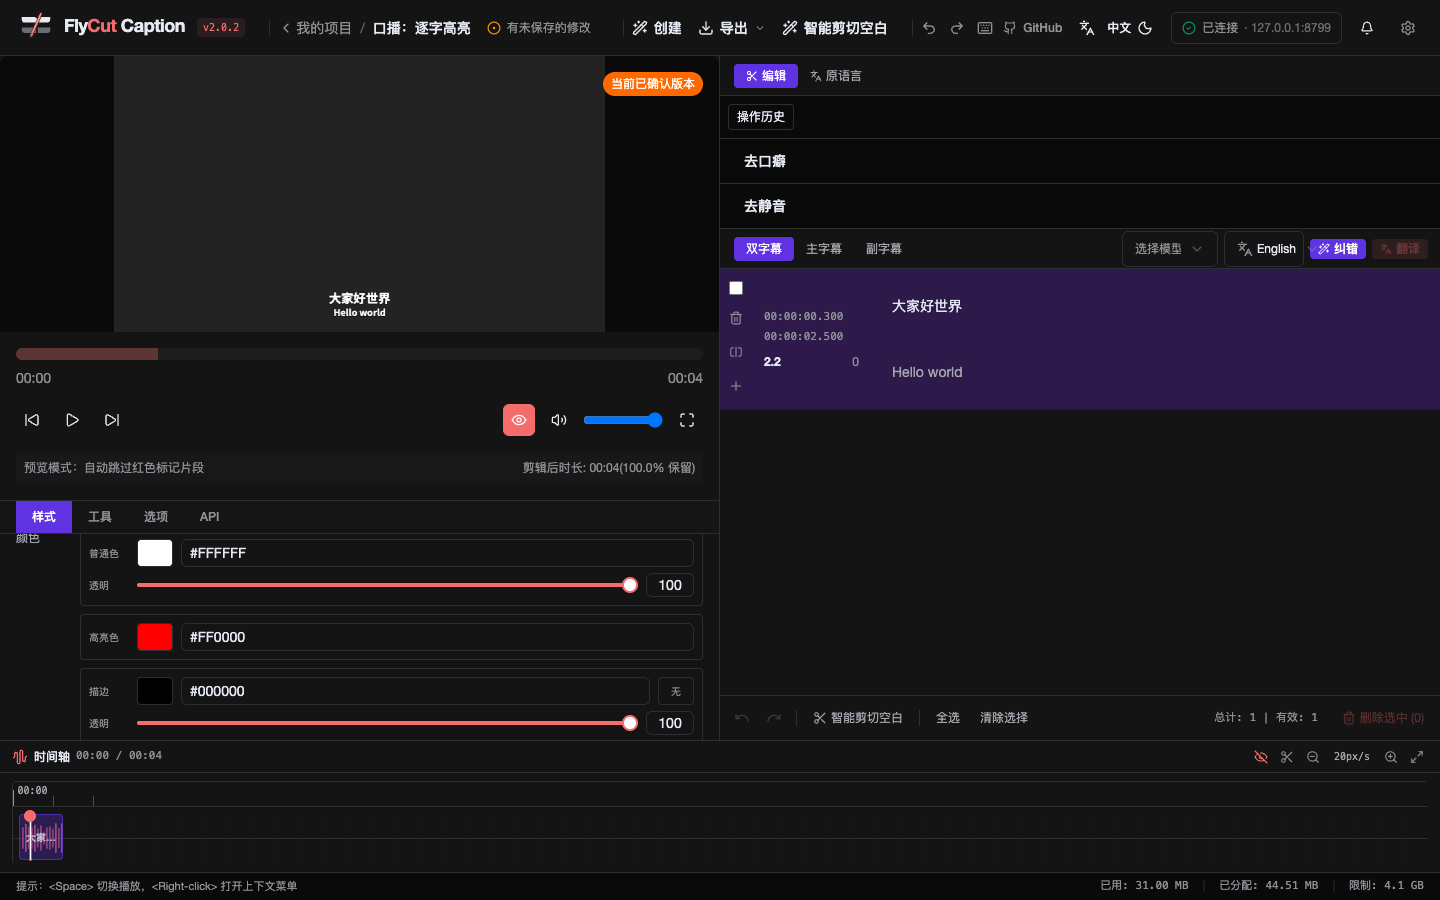 FlyCut Caption v2.0.2 我的项目 / 口播：逐字高亮 有未保存的修改 创建 导出 智能剪切空白 GitHub 中文 已连接 · 127.0.0.1:8799
当前已确认版本
大家好世界
Hello world
00:00 00:04
预览模式：自动跳过红色标记片段 剪辑后时长: 00:04(100.0% 保留)
样式 工具 选项 API
颜色
普通色 #FFFFFF
透明 100
高亮色 #FF0000
描边 #000000 无
透明 100
编辑 原语言
操作历史
去口癖
去静音
双字幕 主字幕 副字幕 选择模型 English 纠错 翻译
大家好世界
00:00:00.300
00:00:02.500
2.2 0
Hello world
智能剪切空白 全选 清除选择 总计: 1 | 有效: 1 删除选中 (0)
时间轴 00:00 / 00:04 20px/s
00:00
大家...
提示：<Space> 切换播放，<Right-click> 打开上下文菜单 已用: 31.00 MB 已分配: 44.51 MB 限制: 4.1 GB